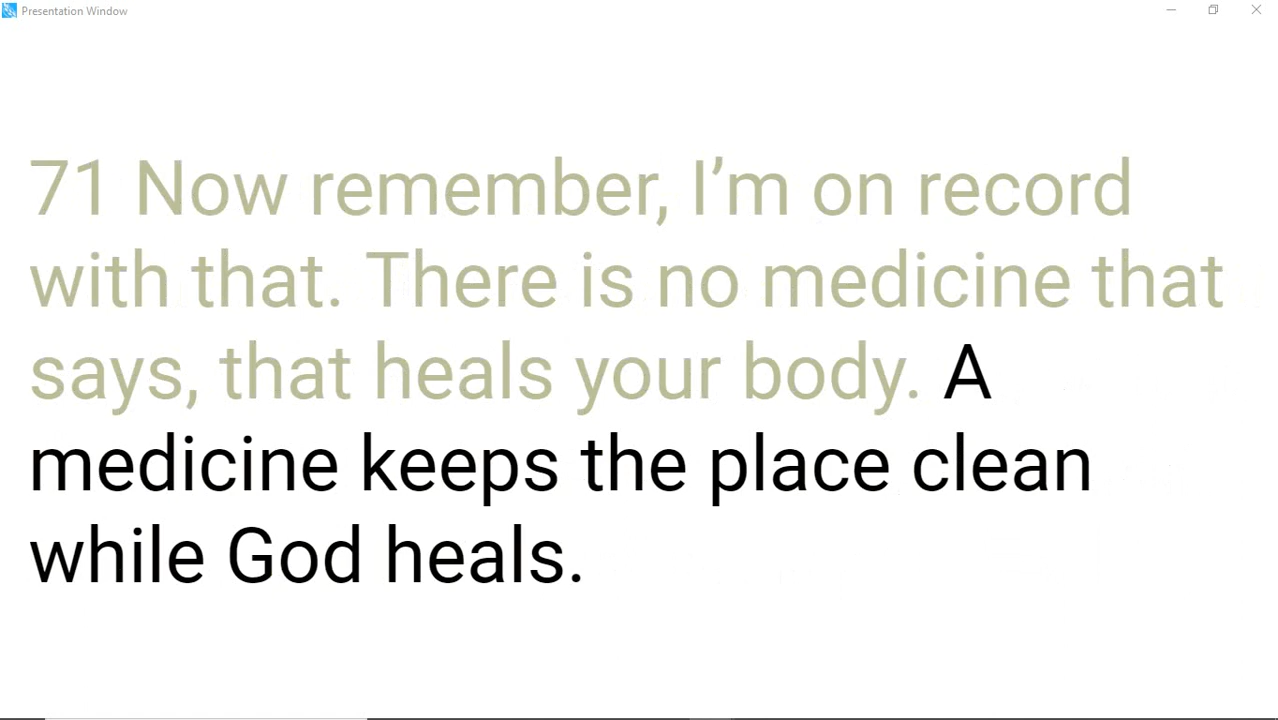 Presentation Window
71 Now remember, I’m on record
with that. There is no medicine that
says, that heals your body. A
medicine keeps the place clean
while God heals.